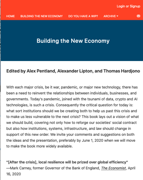 Login or Signup
HOME
BUILDING THE NEW ECONOMY
DO YOU HAVE A WIP?
ARCHIVE
Building the New Economy
Edited by Alex Pentland, Alexander Lipton, and Thomas Hardjono
With each major crisis, be it war, pandemic, or major new technology, there has
been a need to reinvent the relationships between individuals, businesses, and
governments. Today's pandemic, joined with the tsunami of data, crypto and AI
technologies, is such a crisis. Consequently the critical question for today is:
what sort institutions should we be creating both to help us past this crisis and
to make us less vulnerable to the next crisis? This book lays out a vision of what
we should build, covering not only how to reforge our societies' social contract
but also how institutions, systems, infrastructure, and law should change in
support of this new order. We invite your comments and suggestions on both
the ideas and the presentation, preferably by June 1, 2020 when we will move
to make the book more widely available.
"[After the crisis], local resilience will be prized over global efficiency"
– Mark Carney, former Governor of the Bank of England, The Economist, April
16, 2020